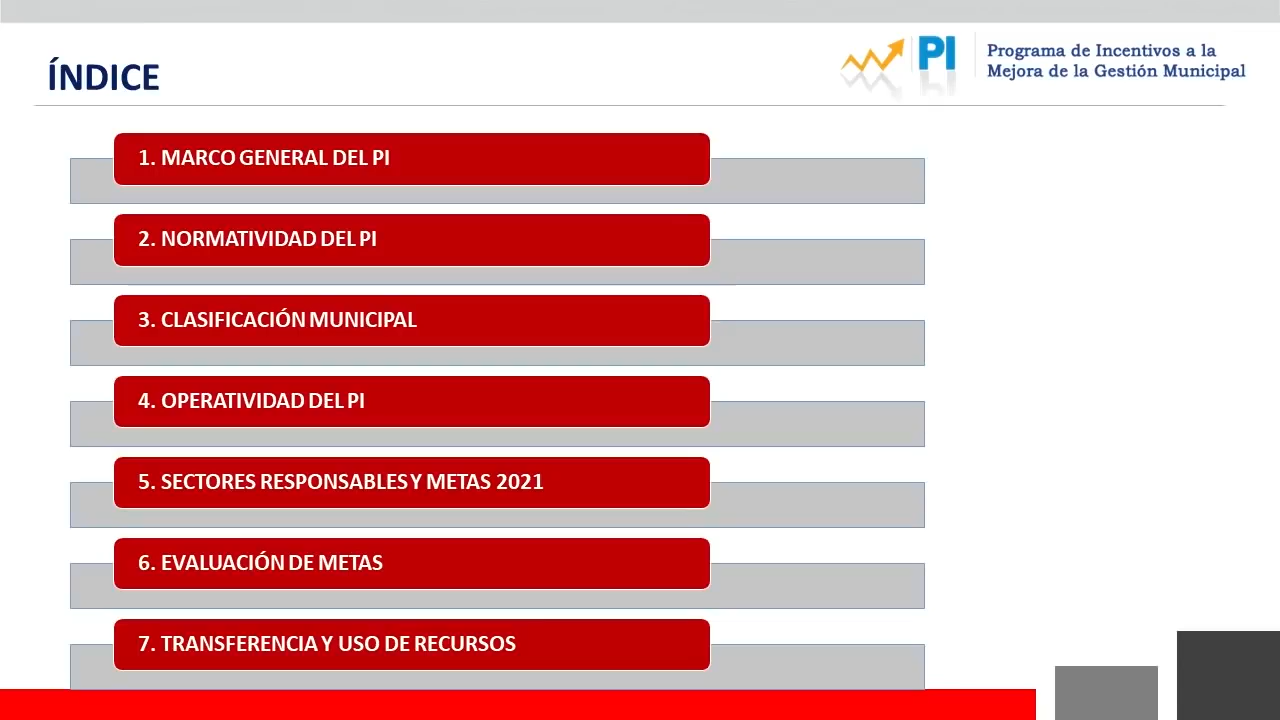 ÍNDICE
PI
Programa de Incentivos a la
Mejora de la Gestión Municipal
1. MARCO GENERAL DEL PI
2. NORMATIVIDAD DEL PI
3. CLASIFICACIÓN MUNICIPAL
4. OPERATIVIDAD DEL PI
5. SECTORES RESPONSABLES Y METAS 2021
6. EVALUACIÓN DE METAS
7. TRANSFERENCIA Y USO DE RECURSOS